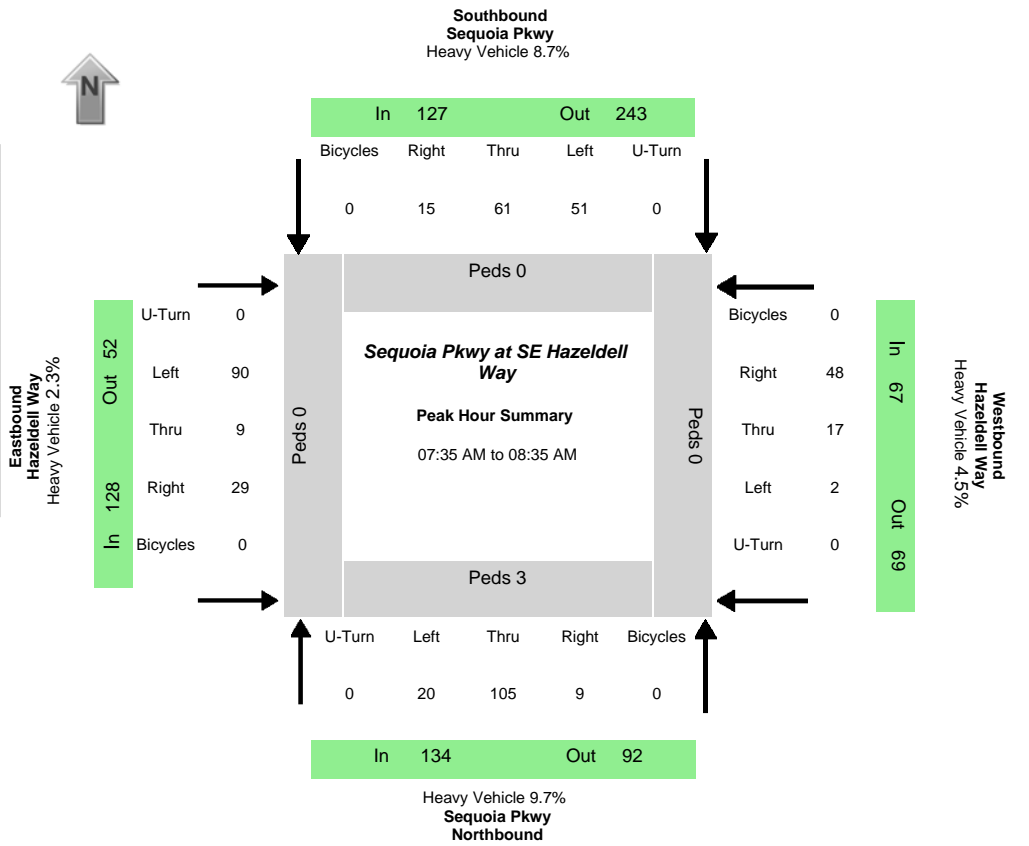 Southbound
Sequoia Pkwy
Heavy Vehicle 8.7%
N
In 127 Out 243
Bicycles Right Thru Left U-Turn
0 15 61 51 0
Peds 0
Eastbound
Hazeldell Way
Heavy Vehicle 2.3%
In 128 Out 52
U-Turn 0
Left 90
Thru 9
Right 29
Bicycles 0
Peds 0
Sequoia Pkwy at SE Hazeldell
Way
Peak Hour Summary
07:35 AM to 08:35 AM
Peds 0
Bicycles 0
Right 48
Thru 17
Left 2
U-Turn 0
In 67 Out 69
Westbound
Hazeldell Way
Heavy Vehicle 4.5%
Peds 3
U-Turn Left Thru Right Bicycles
0 20 105 9 0
In 134 Out 92
Heavy Vehicle 9.7%
Sequoia Pkwy
Northbound